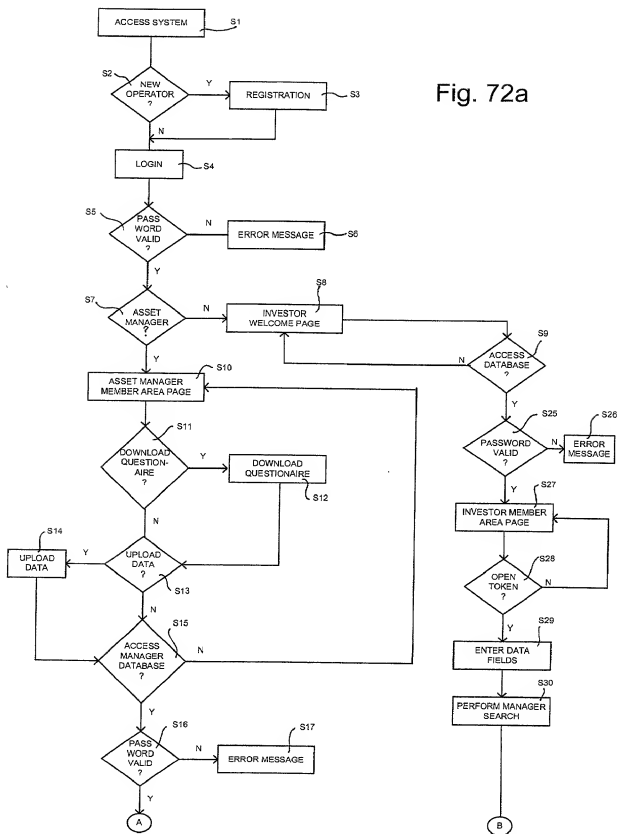 ACCESS SYSTEM
S1
S2
NEW
OPERATOR
?
Y
REGISTRATION
S3
Fig. 72a
N
LOGIN
S4
S5
PASS
WORD
VALID
?
N
ERROR MESSAGE
S6
Y
S7
ASSET
MANAGER
?
N
S8
INVESTOR
WELCOME PAGE
S9
ACCESS
DATABASE
?
N
Y
Y
S10
ASSET MANAGER
MEMBER AREA PAGE
S25
PASSWORD
VALID
?
N
S26
ERROR
MESSAGE
Y
S11
DOWNLOAD
QUESTION-
AIRE
?
Y
DOWNLOAD
QUESTIONAIRE
S12
N
S27
INVESTOR MEMBER
AREA PAGE
S14
UPLOAD
DATA
Y
UPLOAD
DATA
?
S13
N
S28
OPEN
TOKEN
?
N
Y
S15
ACCESS
MANAGER
DATABASE
?
N
Y
S29
ENTER DATA
FIELDS
S30
PERFORM MANAGER
SEARCH
S16
PASS
WORD
VALID
?
N
S17
ERROR MESSAGE
Y
A
B